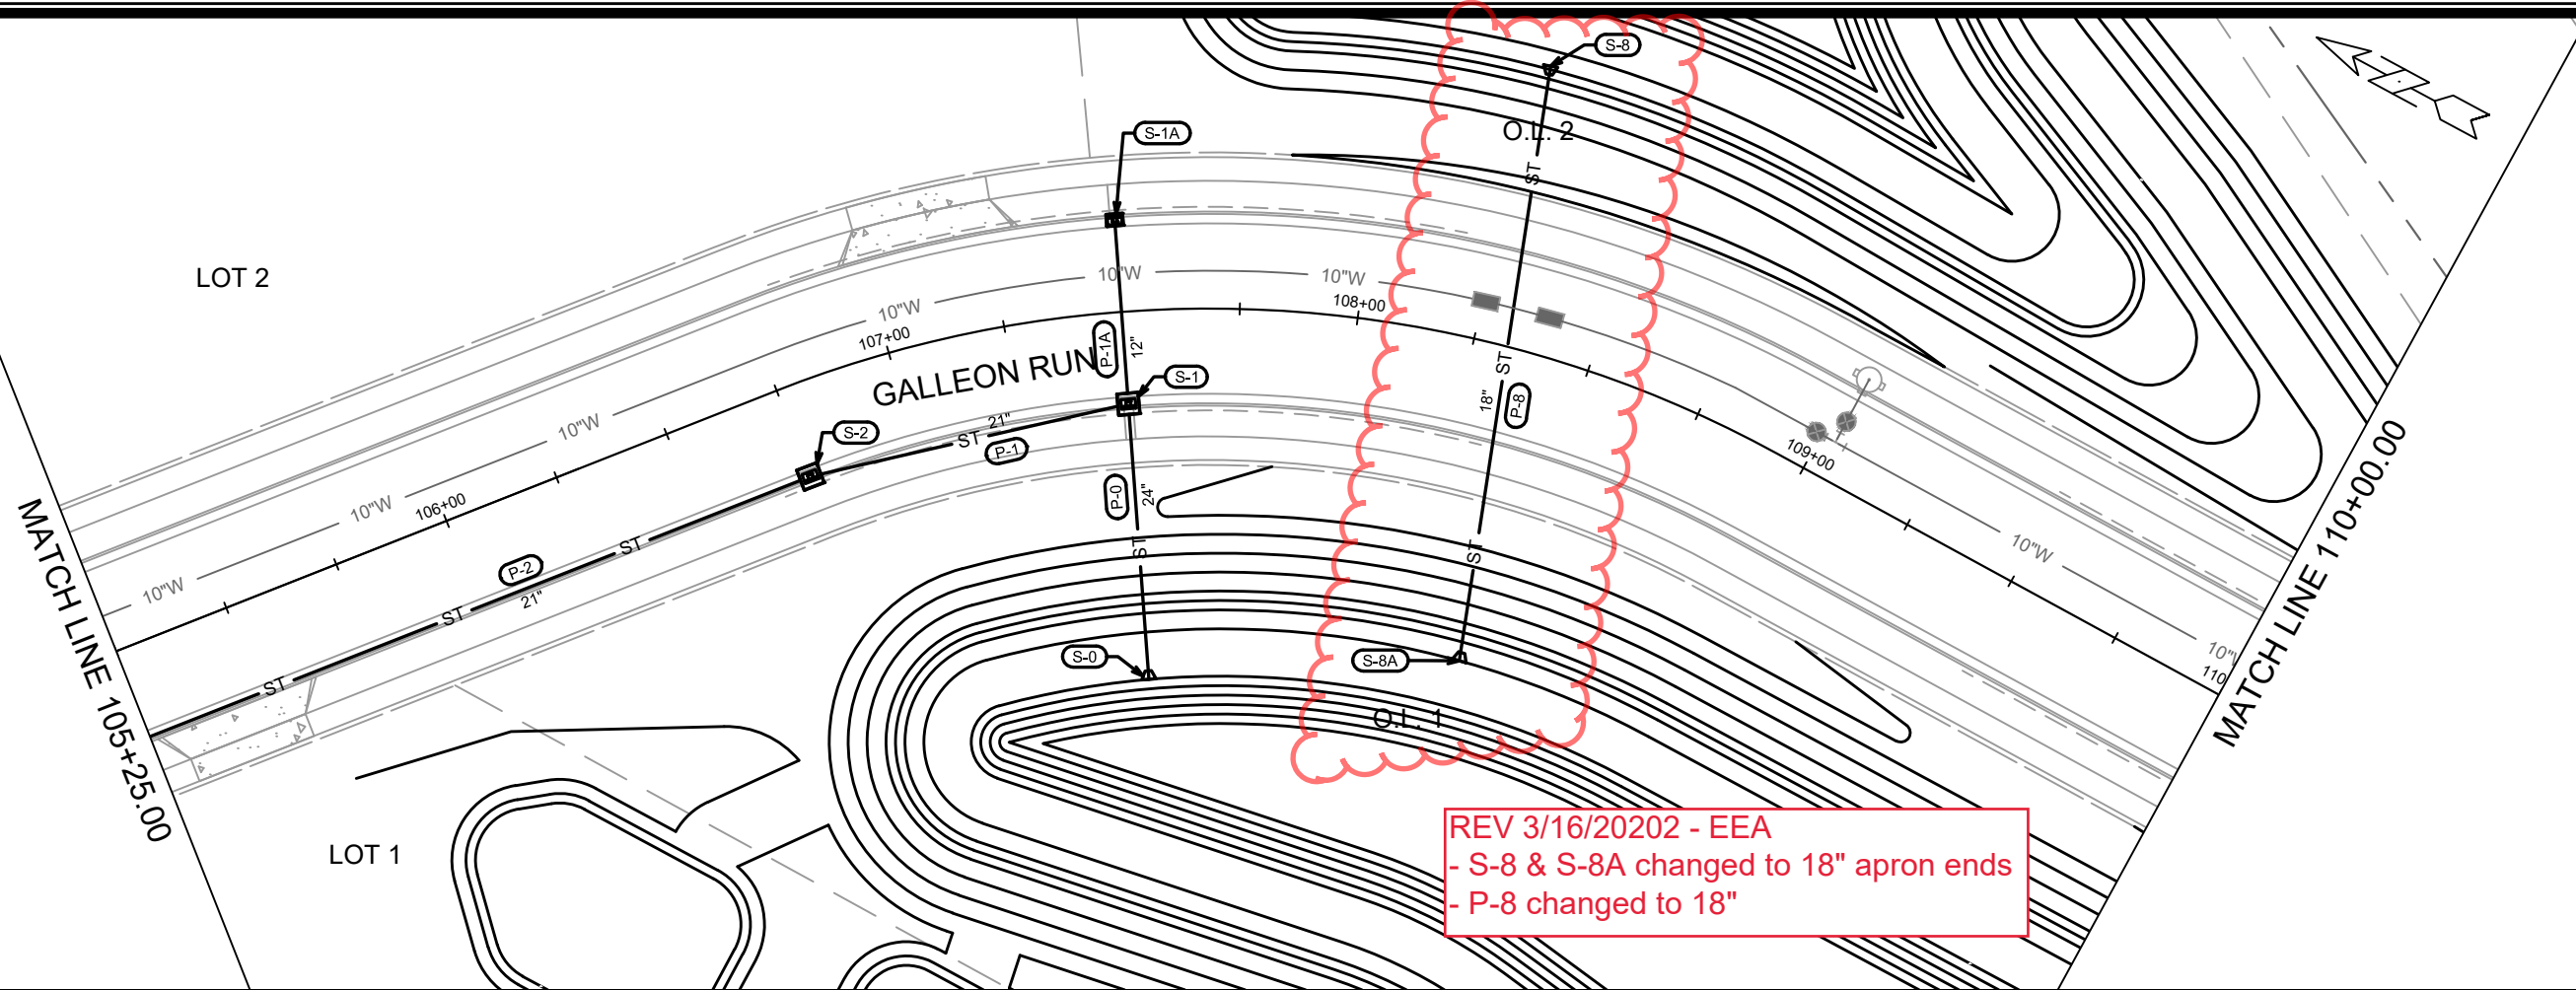 S-8
O.L. 2
S-1A
ST
LOT 2
10"W
10"W
10"W
108+00
107+00
P-1A
12"
GALLEON RUN
S-1
ST
18"
P-8
21"
ST
P-1
S-2
10"W
10"W
106+00
109+00
P-0
24"
ST
ST
10"W
ST
P-2
21"
ST
10"W
MATCH LINE 105+25.00
MATCH LINE 110+00.00
10"W
110
S-0
S-8A
ST
O.L. 1
LOT 1
REV 3/16/20202 - EEA
- S-8 & S-8A changed to 18" apron ends
- P-8 changed to 18"